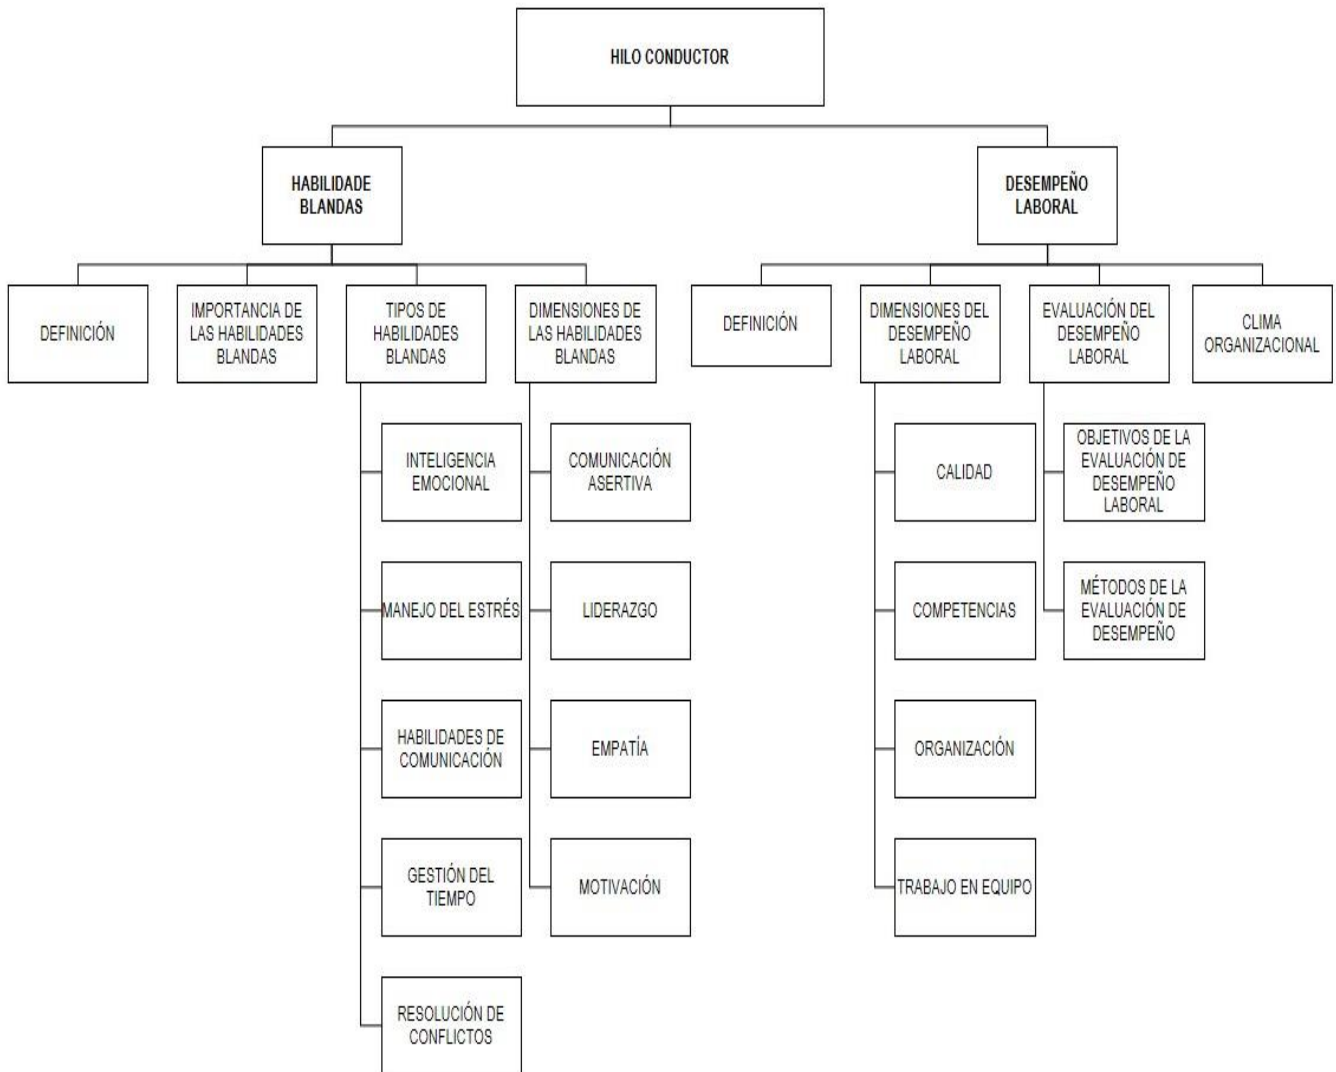 HILO CONDUCTOR
HABILIDADE
BLANDAS
DESEMPEÑO
LABORAL
DEFINICIÓN
IMPORTANCIA DE
LAS HABILIDADES
BLANDAS
TIPOS DE
HABILIDADES
BLANDAS
DIMENSIONES DE
LAS HABILIDADES
BLANDAS
DEFINICIÓN
DIMENSIONES DEL
DESEMPEÑO
LABORAL
EVALUACIÓN DEL
DESEMPEÑO
LABORAL
CLIMA
ORGANIZACIONAL
INTELIGENCIA
EMOCIONAL
MANEJO DEL ESTRÉS
HABILIDADES DE
COMUNICACIÓN
GESTIÓN DEL
TIEMPO
RESOLUCIÓN DE
CONFLICTOS
COMUNICACIÓN
ASERTIVA
LIDERAZGO
EMPATÍA
MOTIVACIÓN
CALIDAD
COMPETENCIAS
ORGANIZACIÓN
TRABAJO EN EQUIPO
OBJETIVOS DE LA
EVALUACIÓN DE
DESEMPEÑO
LABORAL
MÉTODOS DE LA
EVALUACIÓN DE
DESEMPEÑO